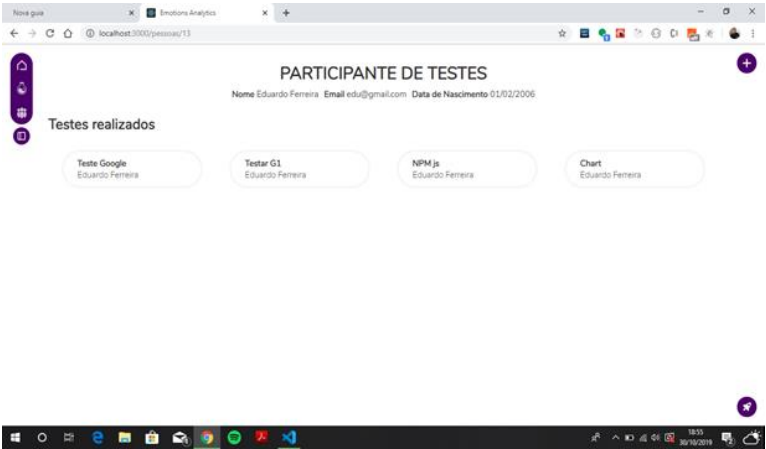 Nova guia
Emotions Analytics
localhost:3000/pessoas/13
PARTICIPANTE DE TESTES
Nome Eduardo Ferreira Email edu@gmail.com Data de Nascimento 01/02/2006
Testes realizados
Teste Google
Eduardo Ferreira
Testar G1
Eduardo Ferreira
NPM js
Eduardo Ferreira
Chart
Eduardo Ferreira
18:55
30/10/2019